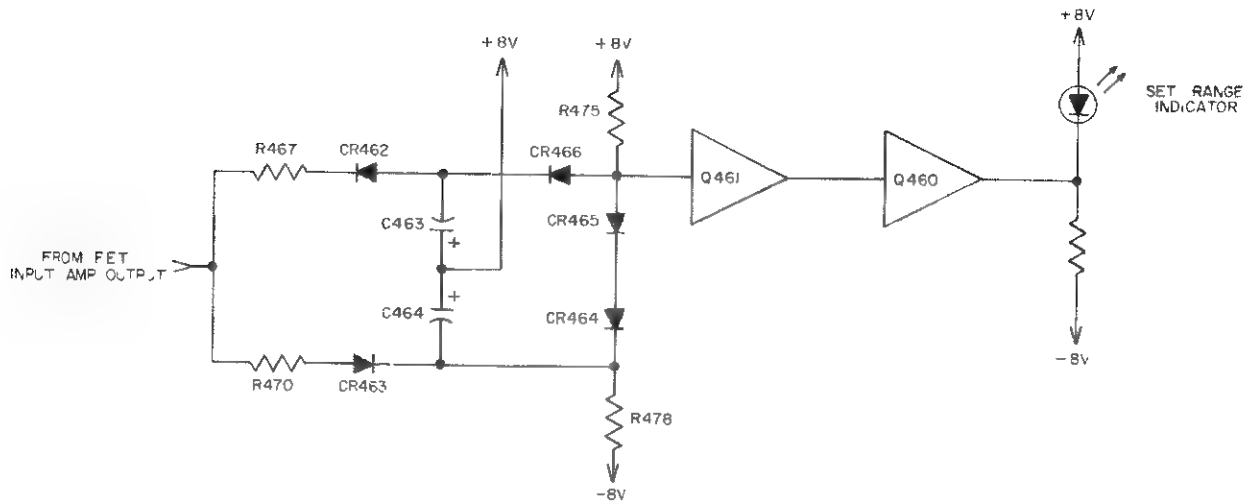 +8V
+8V
+8V
SET RANGE
INDICATOR
R475
R467
CR462
CR466
Q461
Q460
C463
+
CR465
FROM FET
INPUT AMP OUTPUT
+
C464
CR464
R470
CR463
-8V
R478
-8V